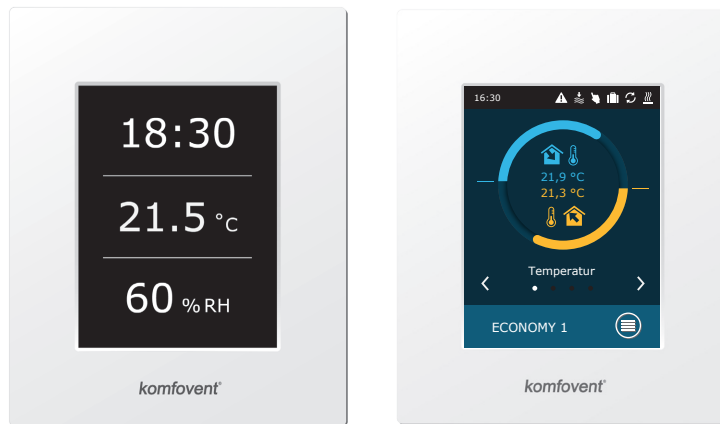 18:30
21.5 °C
60 % RH
komfovent®
16:30
21,9 °C
21,3 °C
Temperatur
ECONOMY 1
komfovent®